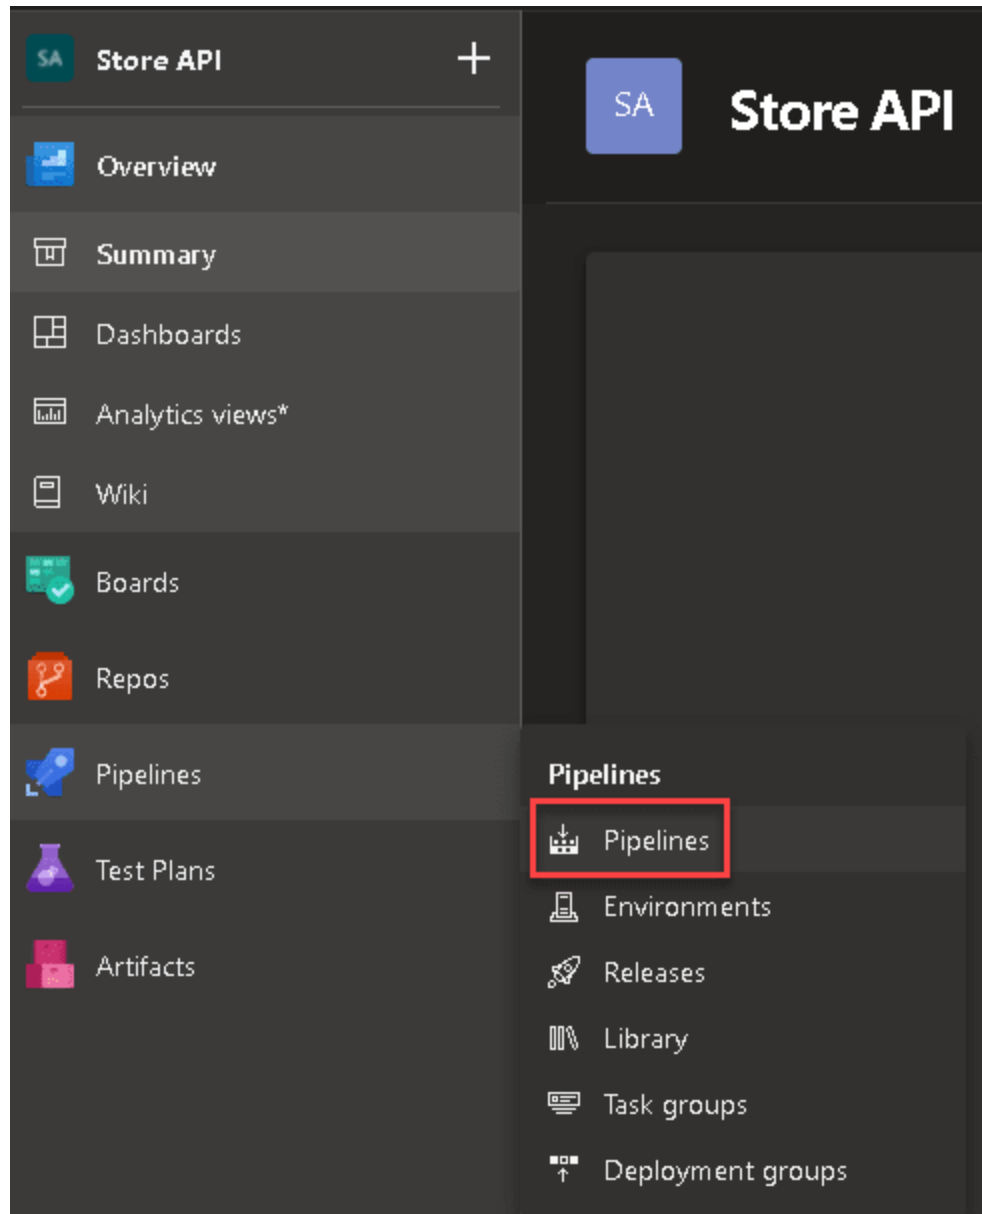 SA Store API +
SA Store API
Overview
Summary
Dashboards
Analytics views*
Wiki
Boards
Repos
Pipelines
Test Plans
Artifacts
Pipelines
Pipelines
Environments
Releases
Library
Task groups
Deployment groups